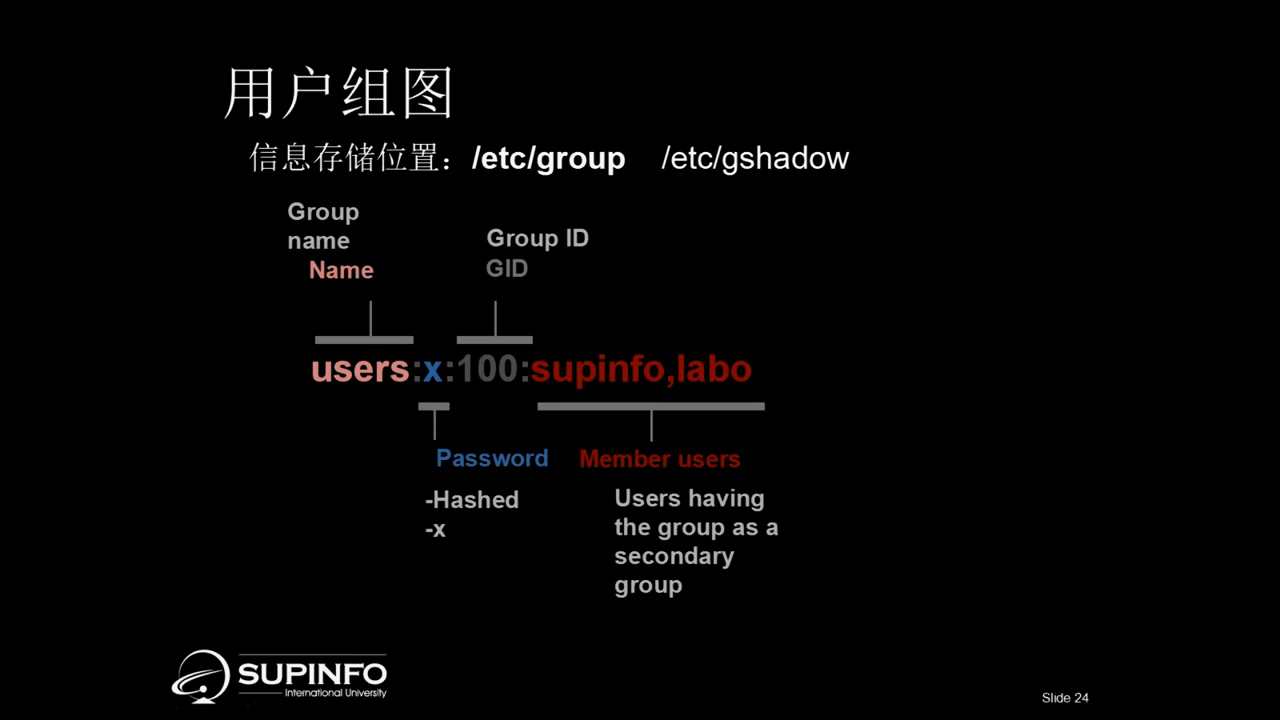 用户组图
信息存储位置：/etc/group /etc/gshadow
Group
name
Name
Group ID
GID
users:x:100:supinfo,labo
Password
-Hashed
-x
Member users
Users having
the group as a
secondary
group
SUPINFO
International University
Slide 24